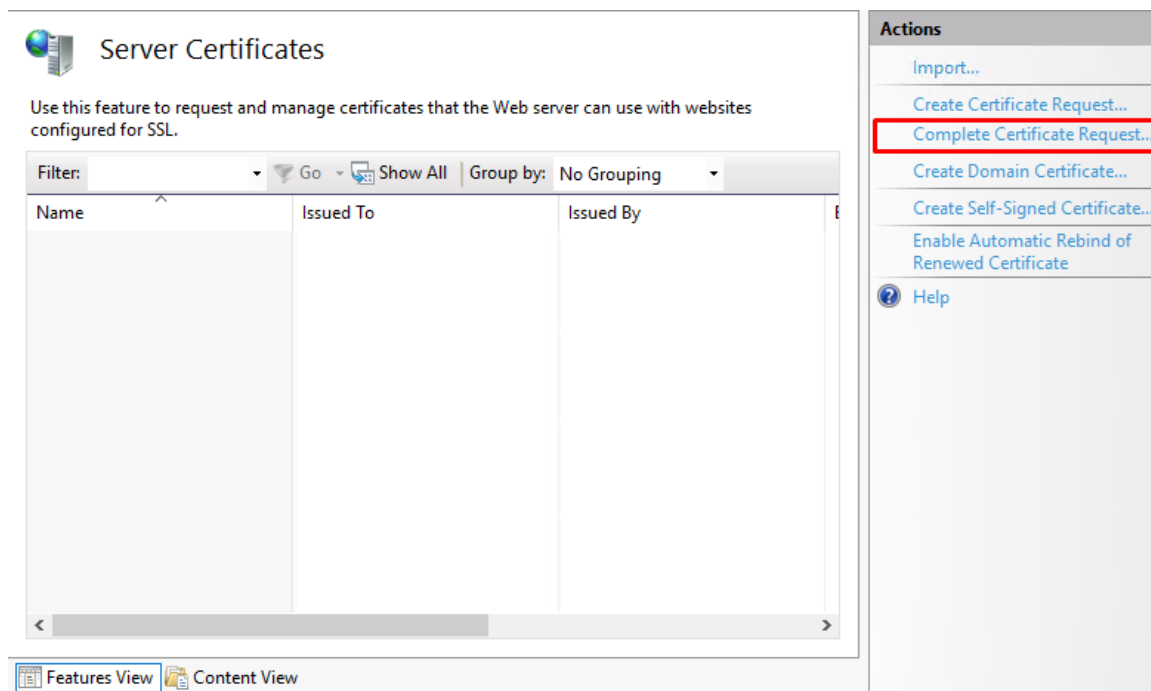 Server Certificates
Use this feature to request and manage certificates that the Web server can use with websites
configured for SSL.
Filter: Go Show All Group by: No Grouping
Name Issued To Issued By
Features View Content View
Actions
Import...
Create Certificate Request...
Complete Certificate Request...
Create Domain Certificate...
Create Self-Signed Certificate...
Enable Automatic Rebind of
Renewed Certificate
Help